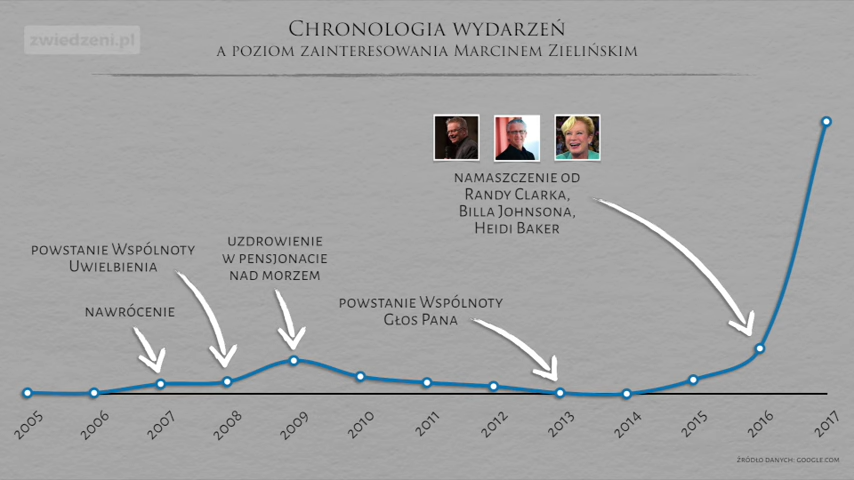 zwiedzeni.pl
Chronologia wydarzeń
a poziom zainteresowania Marcinem Zielińskim
namaszczenie od
Randy Clarka,
Billa Johnsona,
Heidi Baker
powstanie Wspólnoty
Uwielbienia
uzdrowienie
w pensjonacie
nad morzem
nawrócenie
powstanie Wspólnoty
Głos Pana
2005 2006 2007 2008 2009 2010 2011 2012 2013 2014 2015 2016 2017
źródło danych: google.com